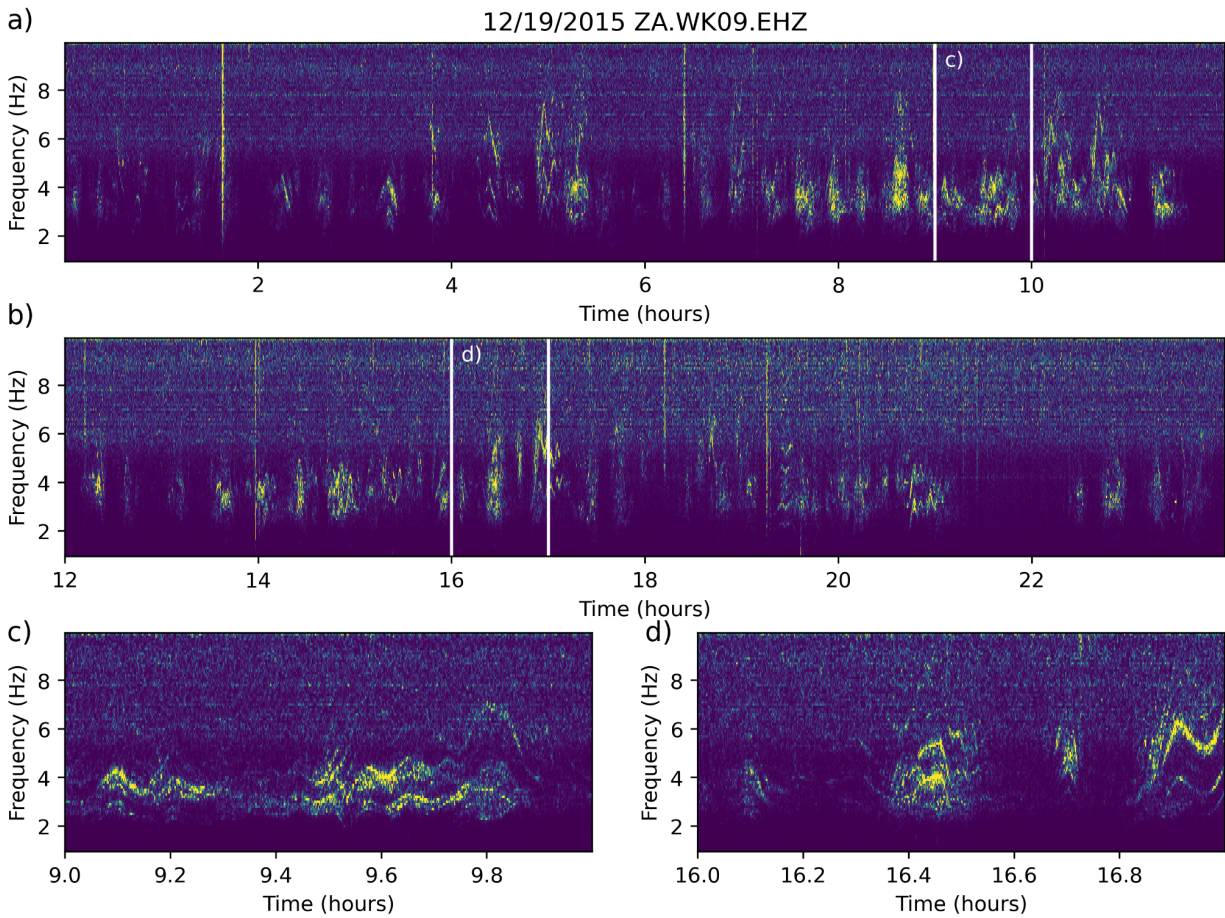 a)
12/19/2015 ZA.WK09.EHZ
c)
8
6
4
2
Frequency (Hz)
2 4 6 8 10
Time (hours)
b)
d)
8
6
4
2
Frequency (Hz)
12 14 16 18 20 22
Time (hours)
c)
8
6
4
2
Frequency (Hz)
9.0 9.2 9.4 9.6 9.8
Time (hours)
d)
8
6
4
2
Frequency (Hz)
16.0 16.2 16.4 16.6 16.8
Time (hours)